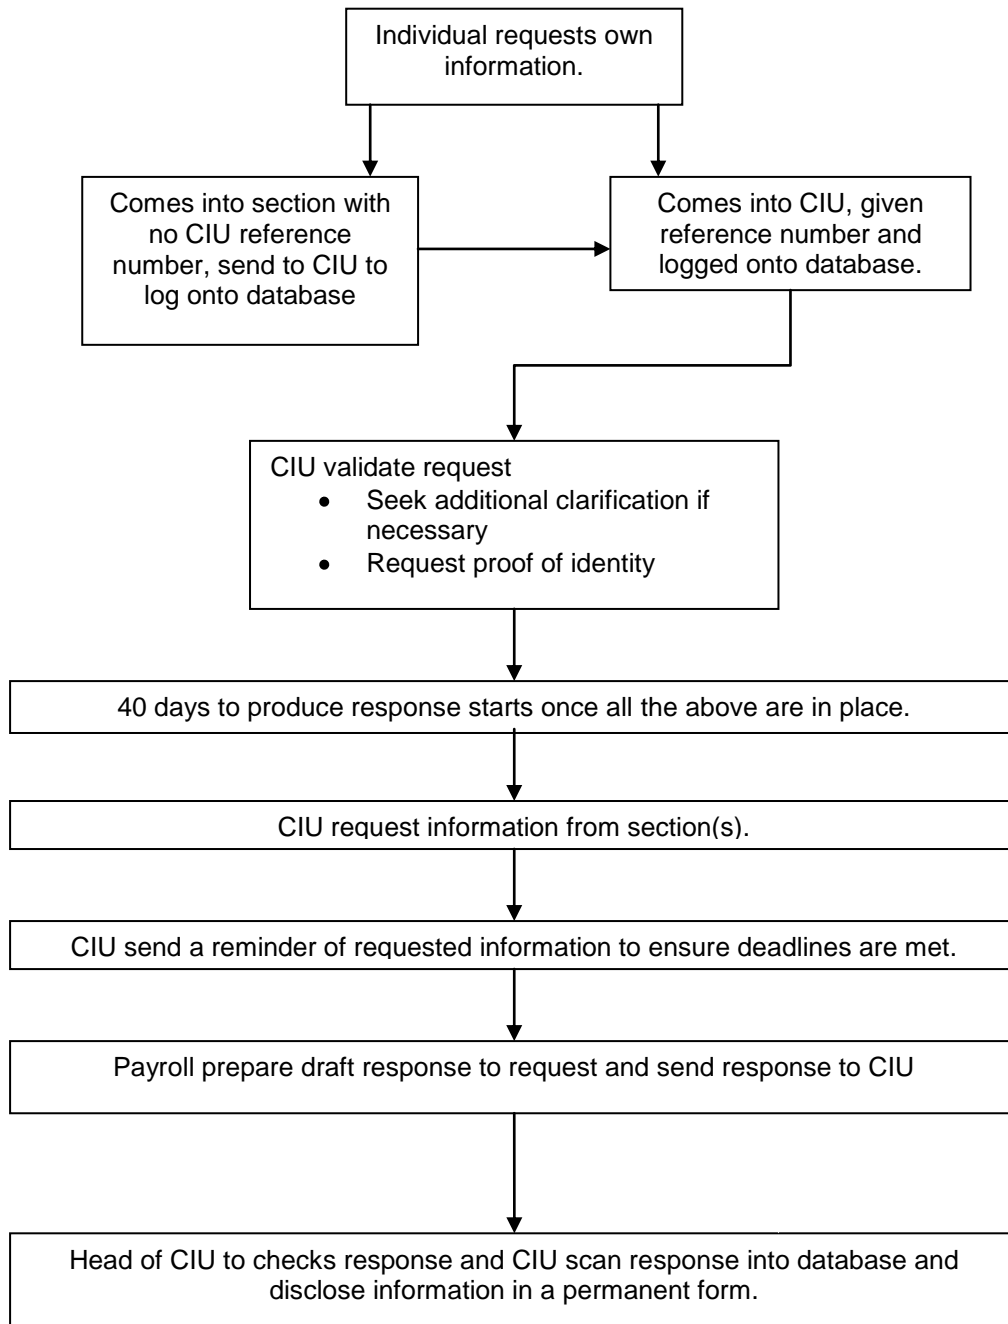 Individual requests own
information.
Comes into section with
no CIU reference
number, send to CIU to
log onto database
Comes into CIU, given
reference number and
logged onto database.
CIU validate request
• Seek additional clarification if
necessary
• Request proof of identity
40 days to produce response starts once all the above are in place.
CIU request information from section(s).
CIU send a reminder of requested information to ensure deadlines are met.
Payroll prepare draft response to request and send response to CIU
Head of CIU to checks response and CIU scan response into database and
disclose information in a permanent form.